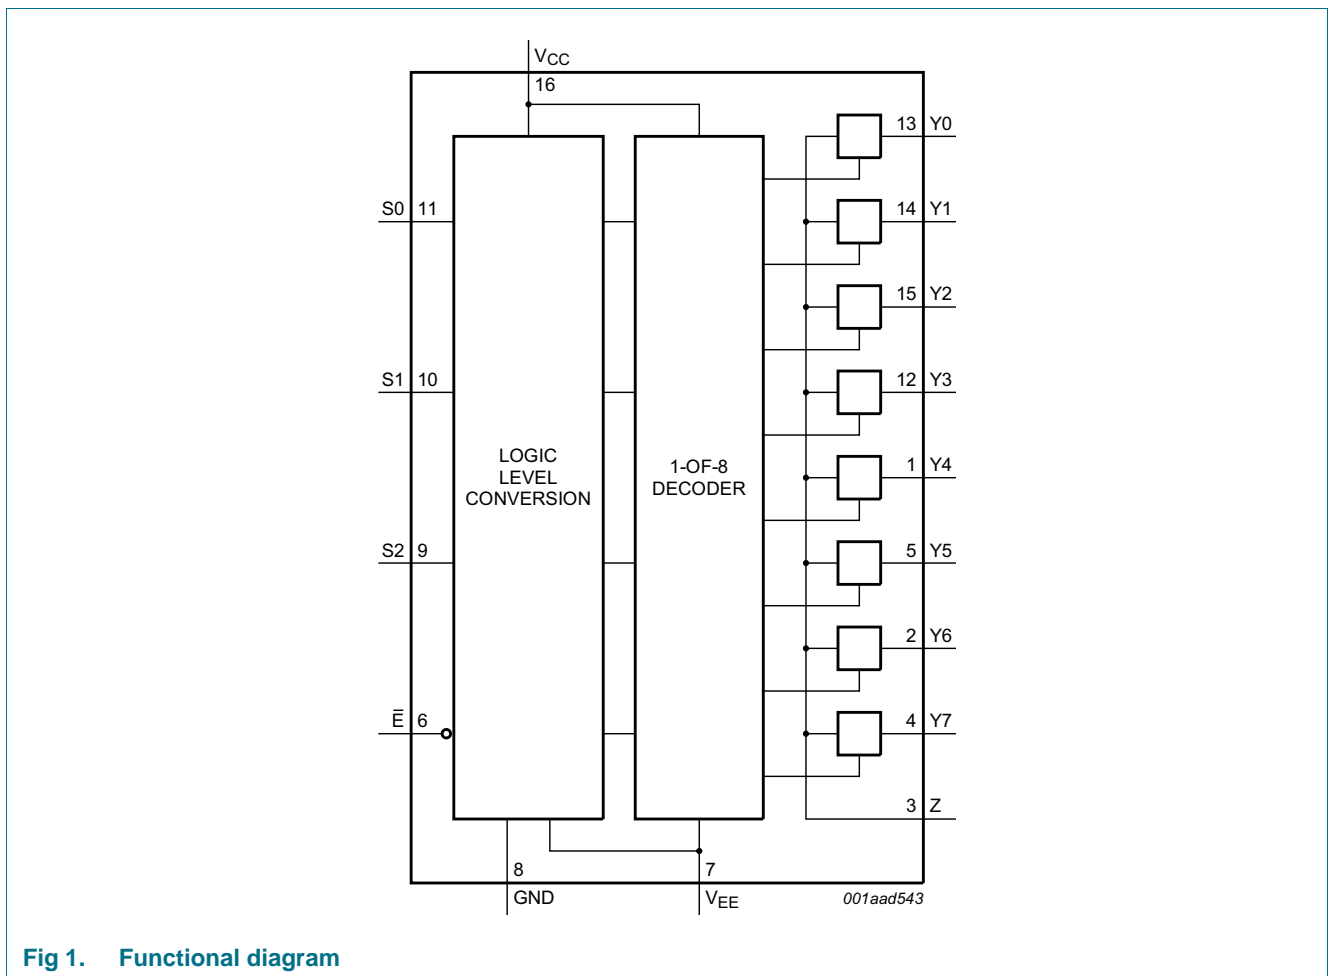 VCC
16
13 Y0
S0 11
14 Y1
15 Y2
S1 10
12 Y3
LOGIC
LEVEL
CONVERSION
1-OF-8
DECODER
1 Y4
S2 9
5 Y5
2 Y6
E̅ 6
4 Y7
3 Z
8
GND
7
VEE
001aad543
Fig 1. Functional diagram